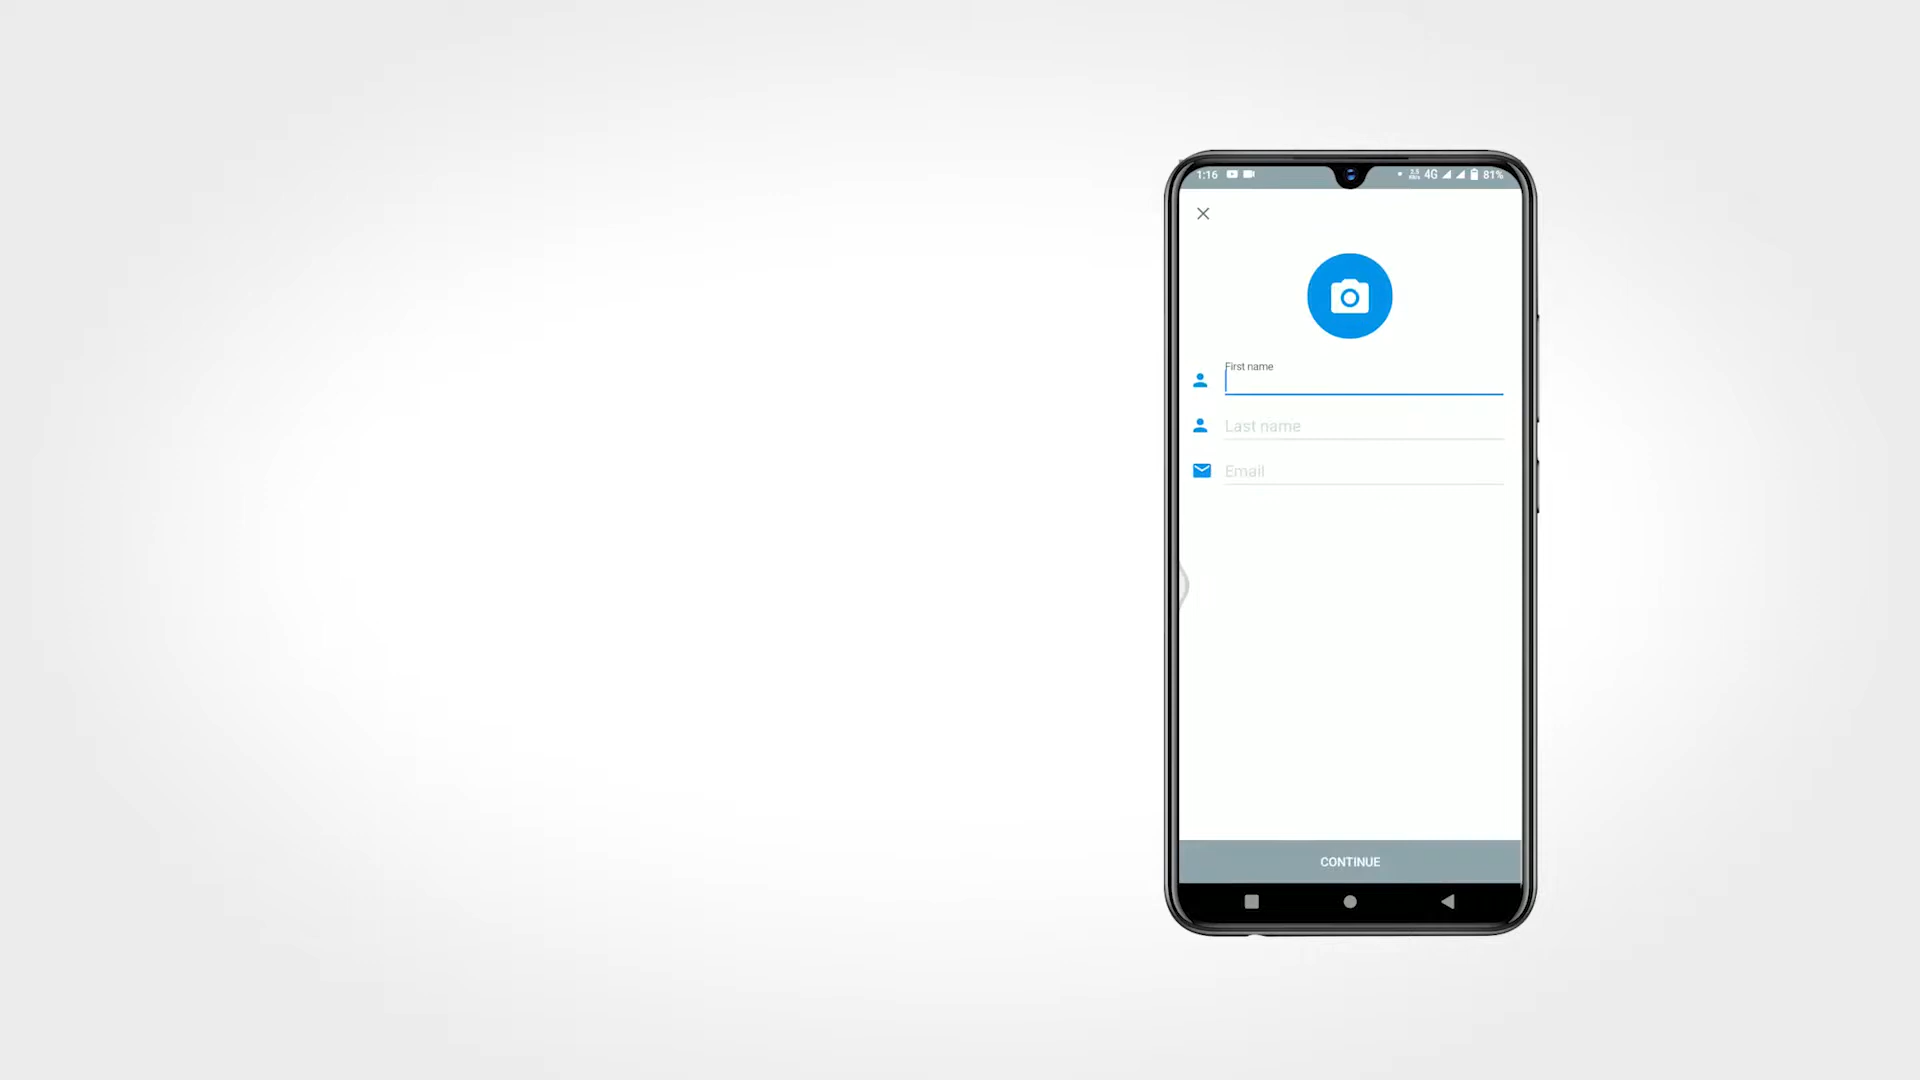 1:16 4G 81%
First name
Last name
Email
CONTINUE